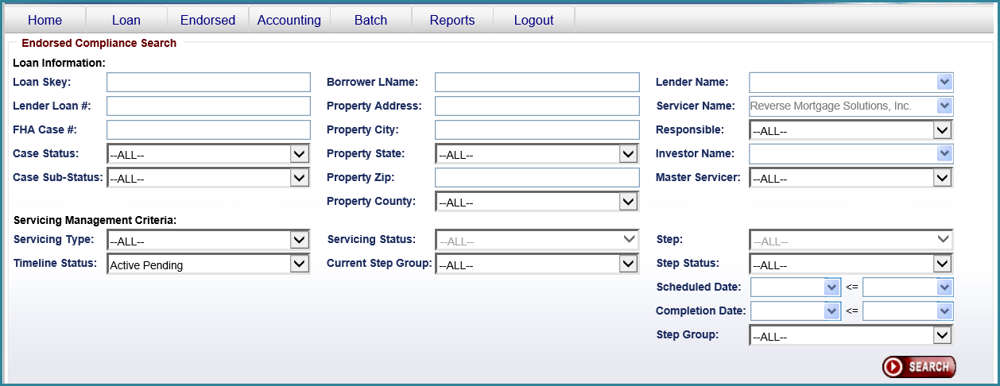 Home Loan Endorsed Accounting Batch Reports Logout
Endorsed Compliance Search
Loan Information:
Loan Skey: Borrower LName: Lender Name:
Lender Loan #: Property Address: Servicer Name: Reverse Mortgage Solutions, Inc.
FHA Case #: Property City: Responsible: --ALL--
Case Status: --ALL-- Property State: --ALL-- Investor Name:
Case Sub-Status: --ALL-- Property Zip: Master Servicer: --ALL--
Property County: --ALL--
Servicing Management Criteria:
Servicing Type: --ALL-- Servicing Status: --ALL-- Step: --ALL--
Timeline Status: Active Pending Current Step Group: --ALL-- Step Status: --ALL--
Scheduled Date: <=
Completion Date: <=
Step Group: --ALL--
SEARCH